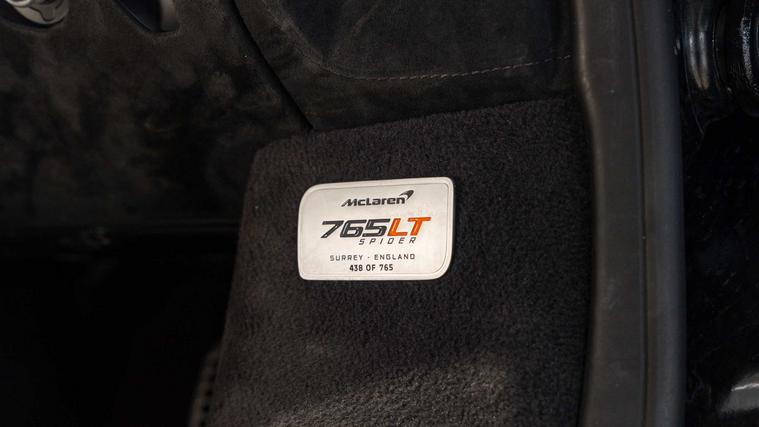 McLaren
765LT
SPIDER
SURREY · ENGLAND
438 OF 765